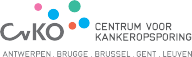 CvKO
CENTRUM VOOR
KANKEROPSPORING
ANTWERPEN . BRUGGE . BRUSSEL . GENT . LEUVEN